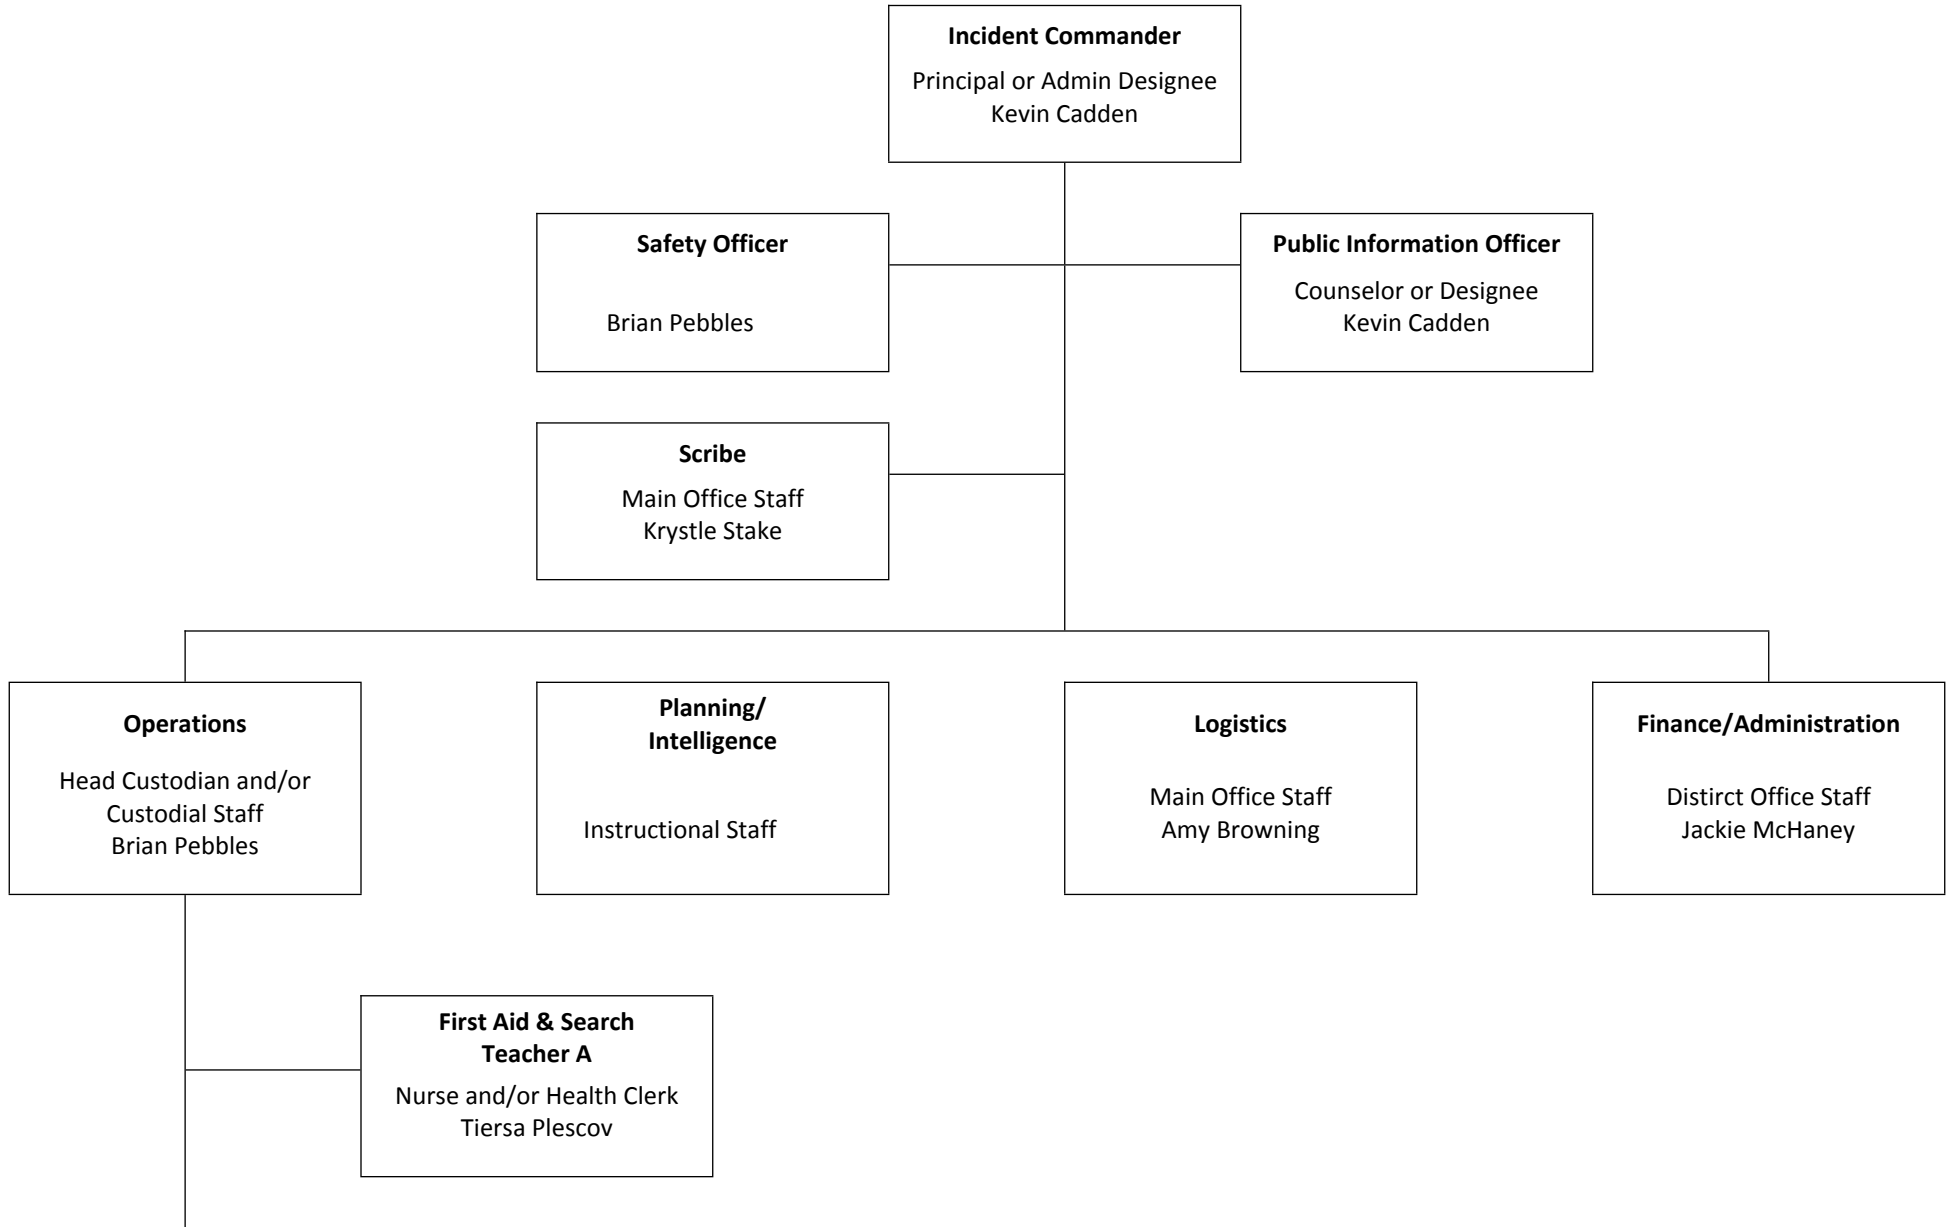 Incident Commander
Principal or Admin Designee
Kevin Cadden
Safety Officer
Brian Pebbles
Public Information Officer
Counselor or Designee
Kevin Cadden
Scribe
Main Office Staff
Krystle Stake
Operations
Head Custodian and/or
Custodial Staff
Brian Pebbles
Planning/
Intelligence
Instructional Staff
Logistics
Main Office Staff
Amy Browning
Finance/Administration
Distirct Office Staff
Jackie McHaney
First Aid & Search
Teacher A
Nurse and/or Health Clerk
Tiersa Plescov